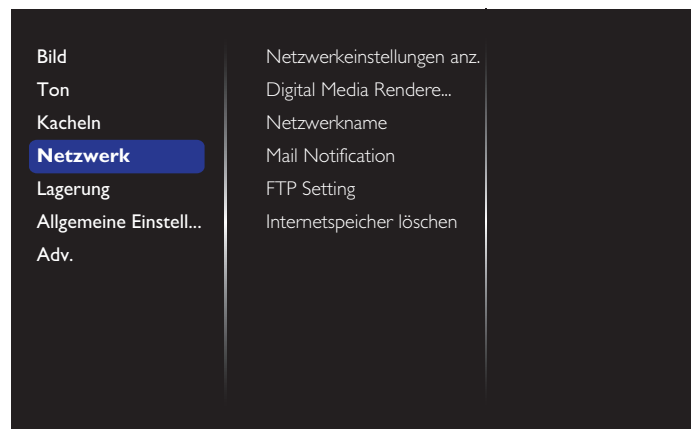 Bild
Ton
Kacheln
Netzwerk
Lagerung
Allgemeine Einstell...
Adv.
Netzwerkeinstellungen anz.
Digital Media Rendere...
Netzwerkname
Mail Notification
FTP Setting
Internetspeicher löschen